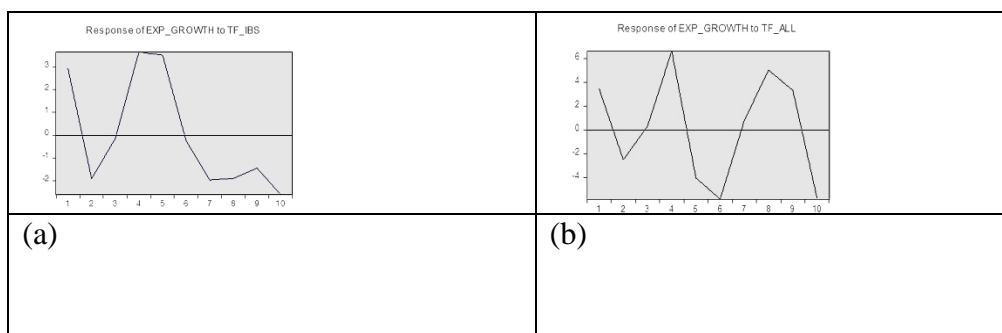 Response of EXP_GROWTH to TF_IBS
3
2
1
0
-1
-2
1 2 3 4 5 6 7 8 9 10
Response of EXP_GROWTH to TF_ALL
6
4
2
0
-2
-4
1 2 3 4 5 6 7 8 9 10
(a)
(b)